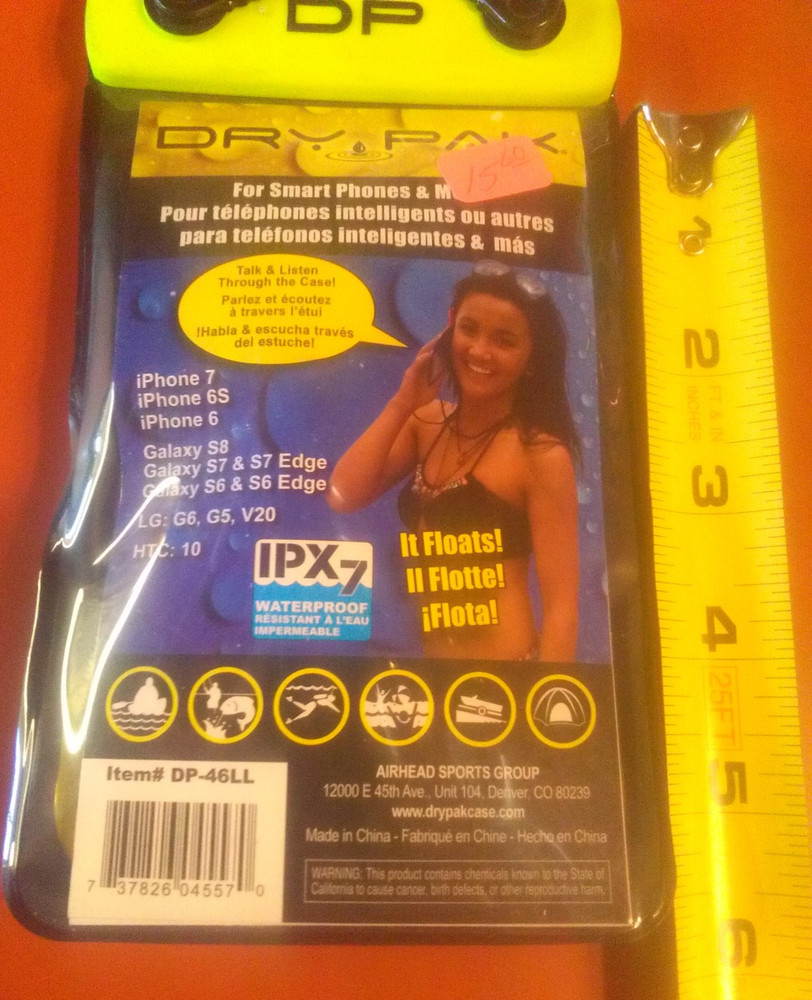 DP
DRY PAK
15.60
For Smart Phones & M
Pour téléphones intelligents ou autres
para teléfonos inteligentes & más
Talk & Listen
Through the Case!
Parlez et écoutez
à travers l'étui
!Habla & escucha través
del estuche!
iPhone 7
iPhone 6S
iPhone 6
Galaxy S8
Galaxy S7 & S7 Edge
Galaxy S6 & S6 Edge
LG: G6, G5, V20
HTC: 10
IPX7
WATERPROOF
RÉSISTANT À L'EAU
IMPERMEABLE
It Floats!
Il Flotte!
¡Flota!
Item# DP-46LL
7 37826 04557 0
AIRHEAD SPORTS GROUP
12000 E 45th Ave., Unit 104, Denver, CO 80239
www.drypakcase.com
Made in China - Fabriqué en Chine - Hecho en China
WARNING: This product contains chemicals known to the State of
California to cause cancer, birth defects, or other reproductive harm.
1
2
FT & IN
INCHES
3
4
25FT
5
6